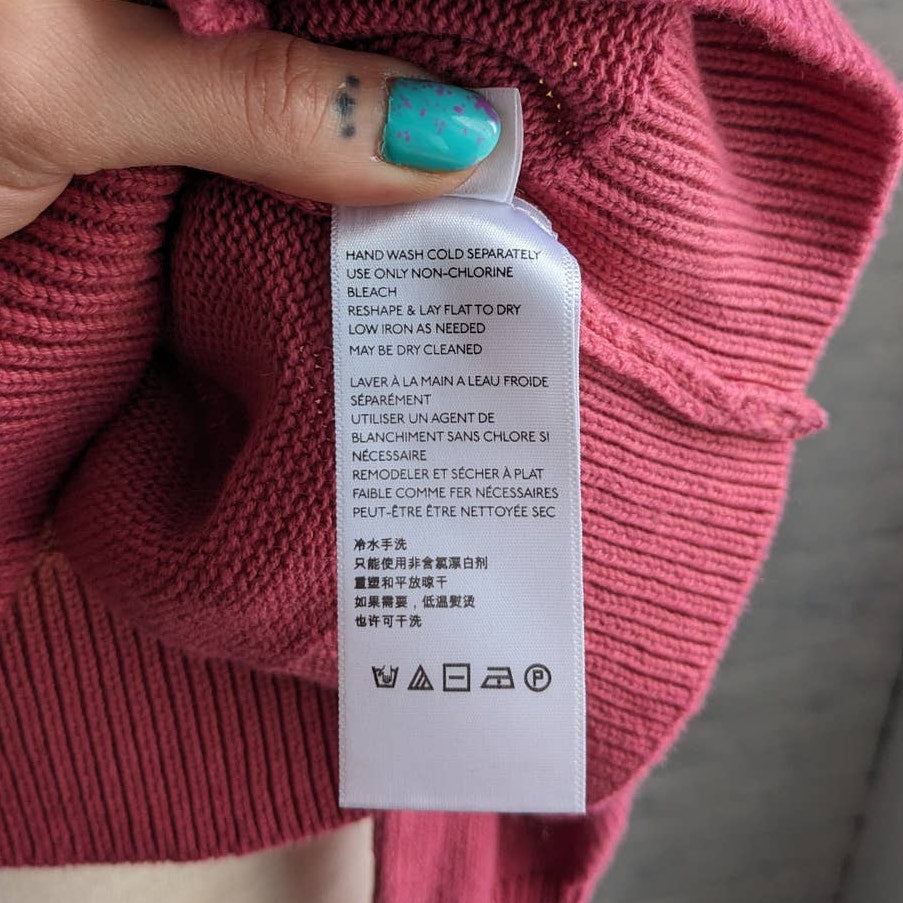 HAND WASH COLD SEPARATELY
USE ONLY NON-CHLORINE
BLEACH
RESHAPE & LAY FLAT TO DRY
LOW IRON AS NEEDED
MAY BE DRY CLEANED
LAVER À LA MAIN A LEAU FROIDE
SÉPARÉMENT
UTILISER UN AGENT DE
BLANCHIMENT SANS CHLORE SI
NÉCESSAIRE
REMODELER ET SÉCHER À PLAT
FAIBLE COMME FER NÉCESSAIRES
PEUT-ÊTRE ÊTRE NETTOYÉE SEC
冷水手洗
只能使用非含氯漂白剂
重塑和平放晾干
如果需要，低温熨烫
也许可干洗
P